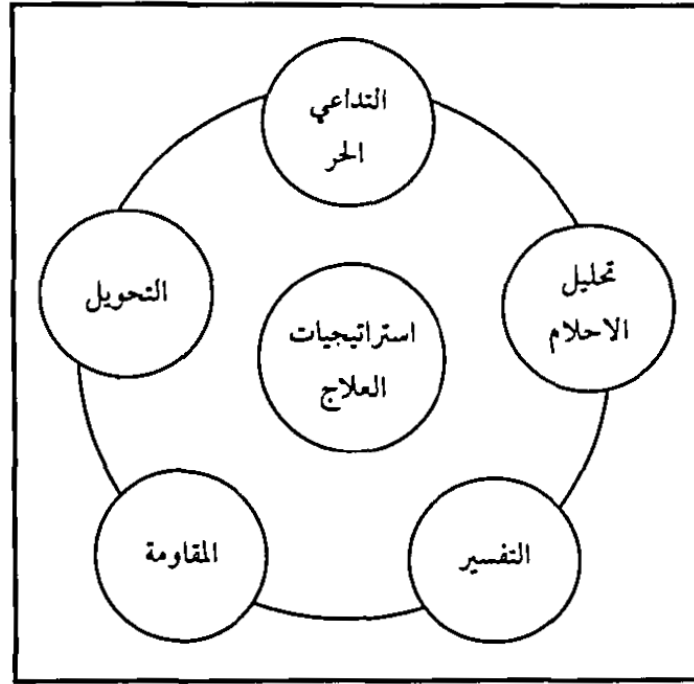 التداعي
الحر
تحليل
الاحلام
التحويل
استراتيجيات
العلاج
المقاومة
التفسير